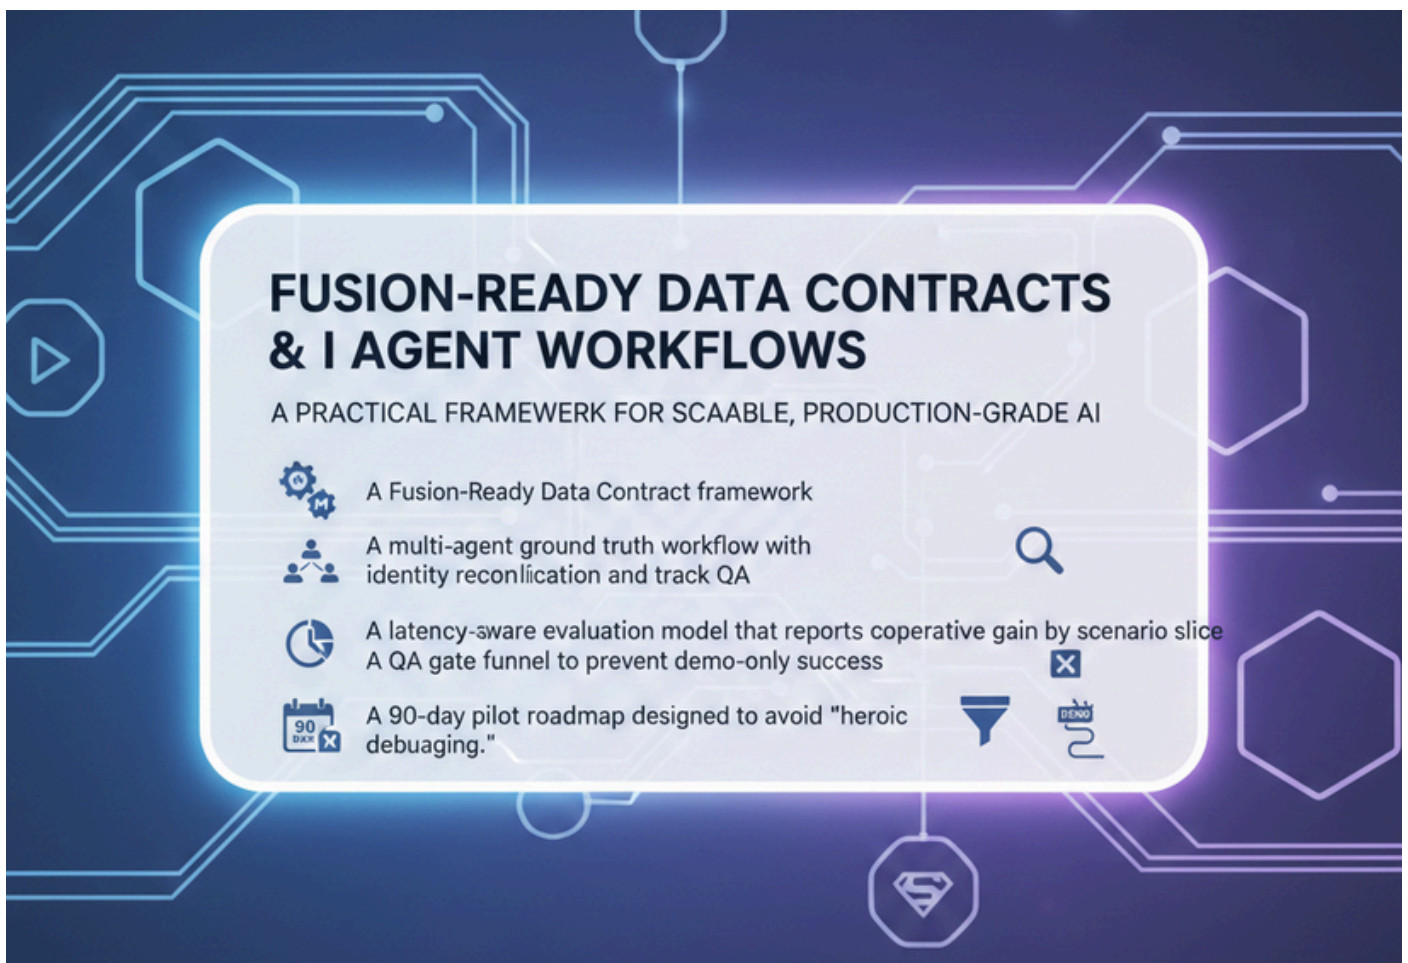 FUSION-READY DATA CONTRACTS
& I AGENT WORKFLOWS
A PRACTICAL FRAMEWERK FOR SCAABLE, PRODUCTION-GRADE AI
A Fusion-Ready Data Contract framework
A multi-agent ground truth workflow with
identity and track QA
A latency-aware evaluation model that reports coperative gain by scenario slice
A QA gate funnel to prevent demo-only success
90
A 90-day pilot roadmap designed to avoid "heroic
debuaging."